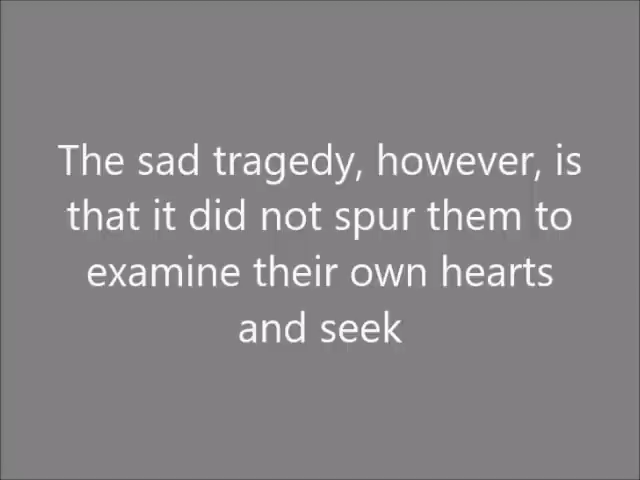 The sad tragedy, however, is
that it did not spur them to
examine their own hearts
and seek